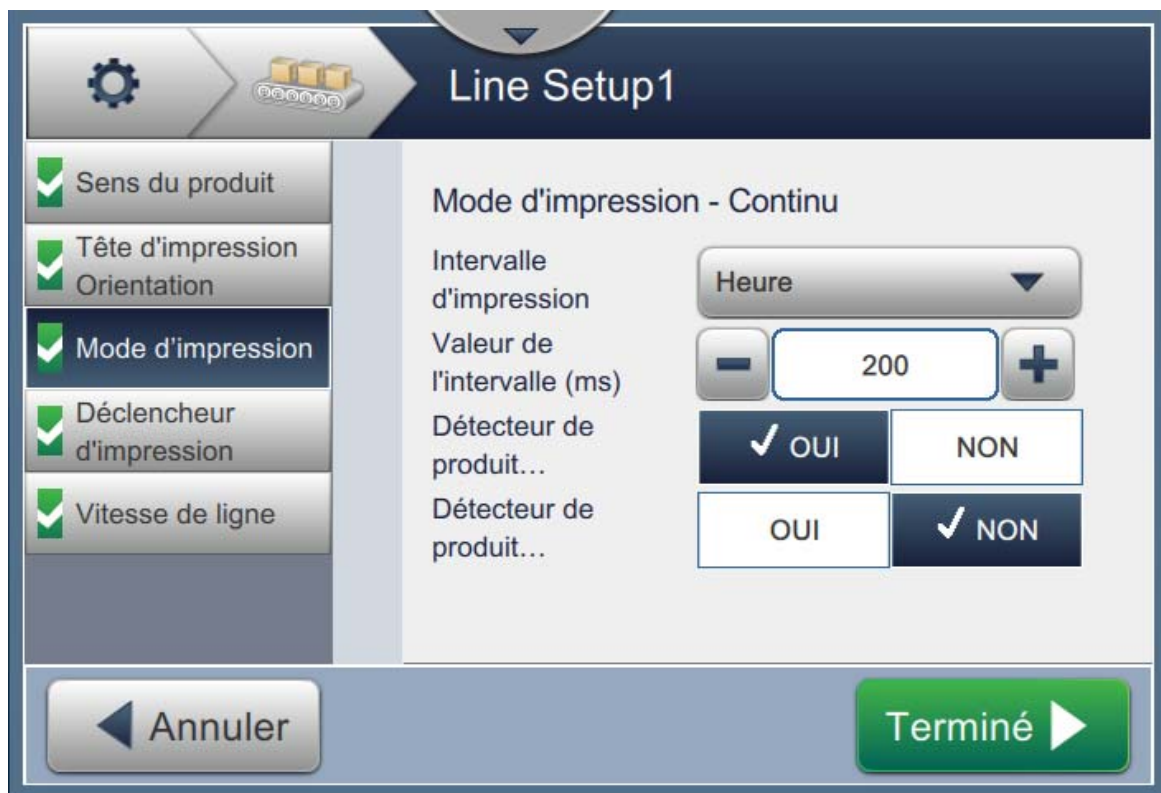 Line Setup1
Sens du produit
Tête d'impression
Orientation
Mode d’impression
Déclencheur
d'impression
Vitesse de ligne
Mode d'impression - Continu
Intervalle
d'impression
Heure
Valeur de
l'intervalle (ms)
200
Détecteur de
produit…
OUI
NON
Détecteur de
produit…
OUI
NON
Annuler
Terminé